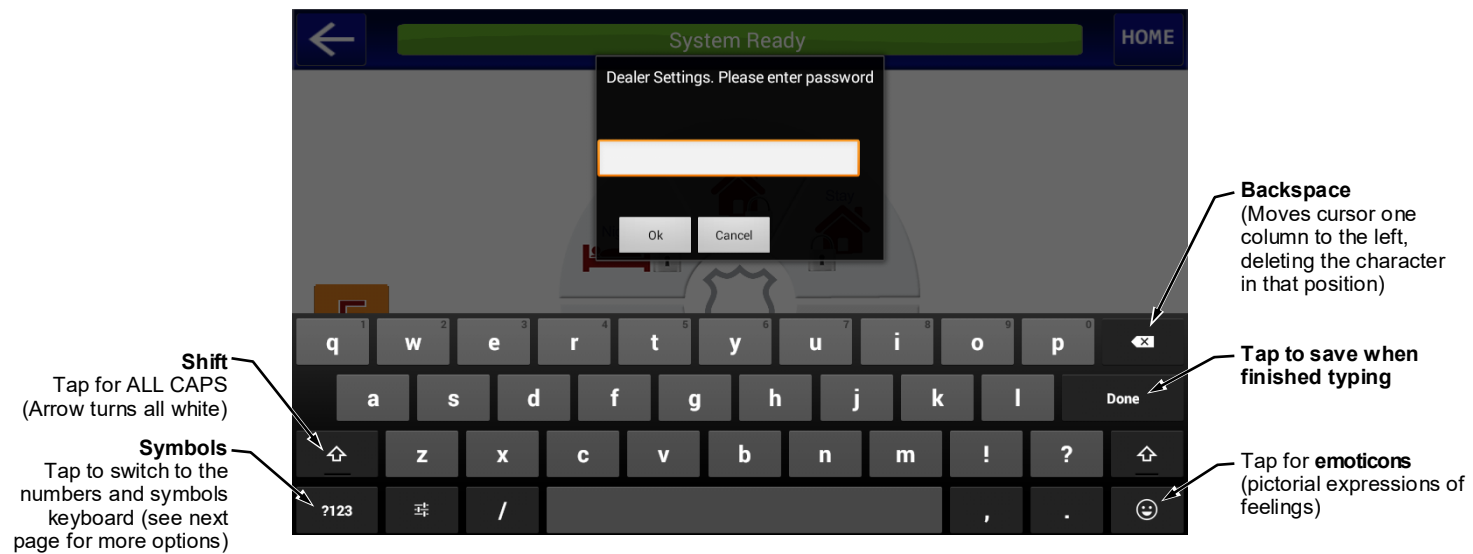 System Ready
HOME
Dealer Settings. Please enter password
Stay
Ok
Cancel
q 1 w 2 e 3 r 4 t 5 y 6 u 7 i 8 o 9 p 0
a s d f g h j k l Done
z x c v b n m ! ?
?123 / , .
Shift
Tap for ALL CAPS
(Arrow turns all white)
Symbols
Tap to switch to the
numbers and symbols
keyboard (see next
page for more options)
Backspace
(Moves cursor one
column to the left,
deleting the character
in that position)
Tap to save when
finished typing
Tap for emoticons
(pictorial expressions of
feelings)